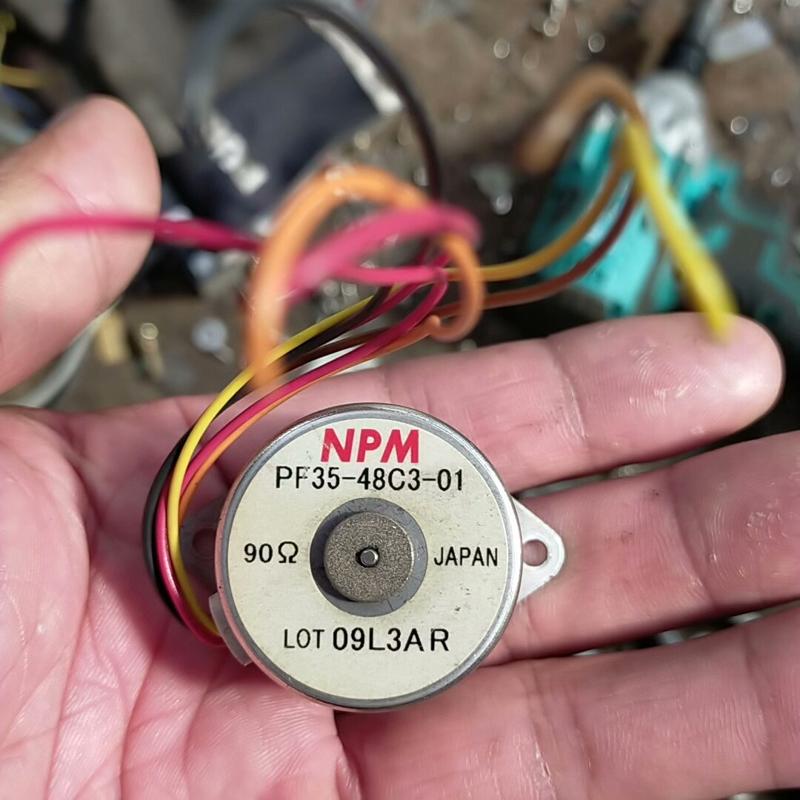 NPM
PF35-48C3-01
90Ω JAPAN
LOT 09L3AR